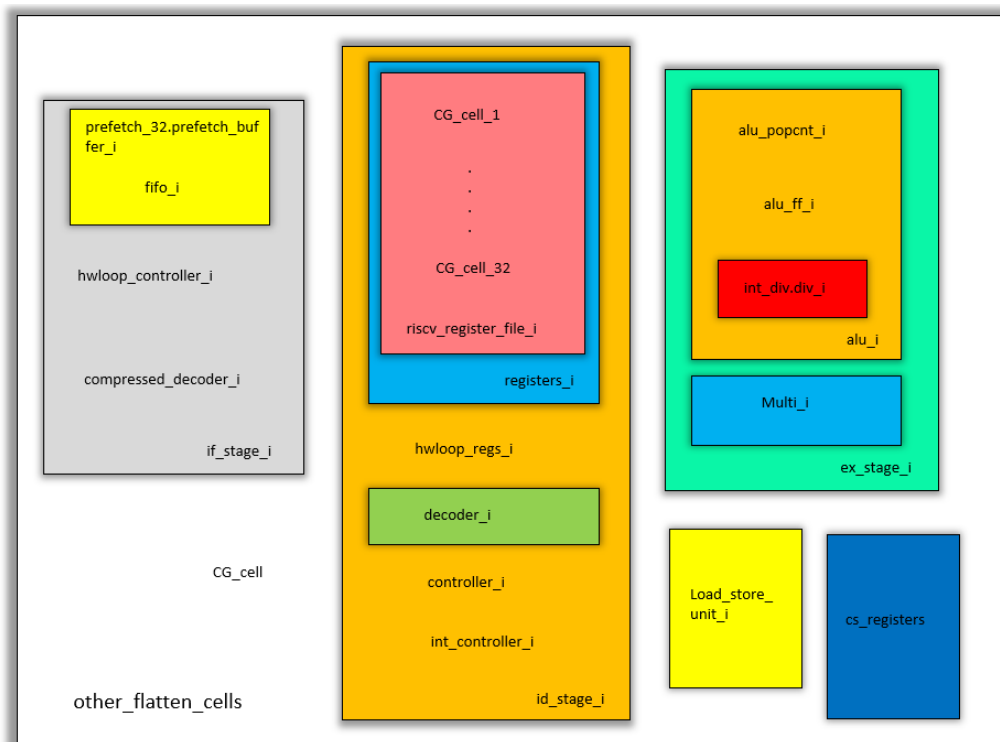 prefetch_32.prefetch_buf
fer_i
fifo_i
hwloop_controller_i
compressed_decoder_i
if_stage_i
CG_cell
other_flatten_cells
CG_cell_1
.
.
.
.
CG_cell_32
riscv_register_file_i
registers_i
hwloop_regs_i
decoder_i
controller_i
int_controller_i
id_stage_i
alu_popcnt_i
alu_ff_i
int_div.div_i
alu_i
Multi_i
ex_stage_i
Load_store_
unit_i
cs_registers